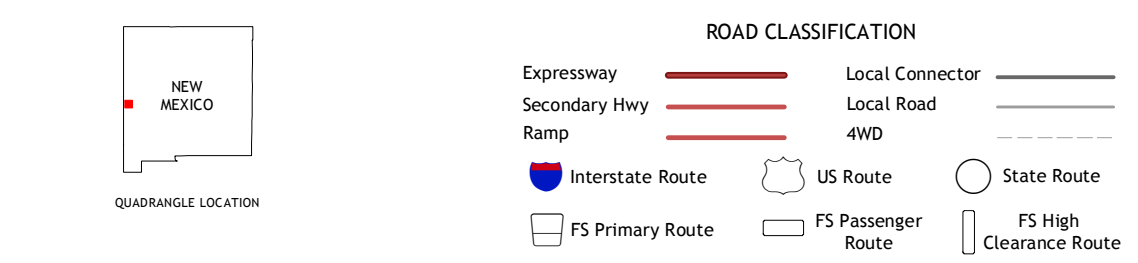 NEW
MEXICO
QUADRANGLE LOCATION
ROAD CLASSIFICATION
Expressway
Local Connector
Secondary Hwy
Local Road
Ramp
4WD
Interstate Route
US Route
State Route
FS Primary Route
FS Passenger
Route
FS High
Clearance Route